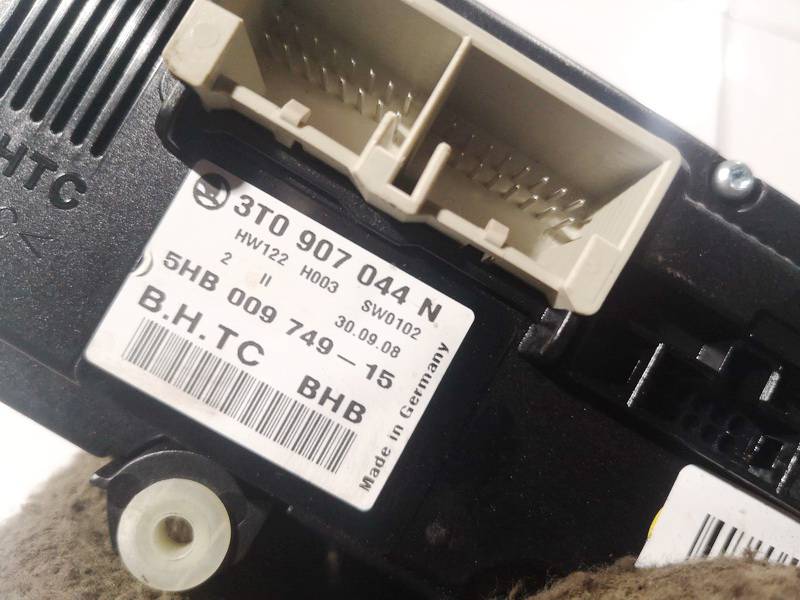 HTC
3T0 907 044 N
HW122 H003 SW0102
2 II 30.09.08
5HB 009 749-15
B.H.TC BHB
Made in Germany